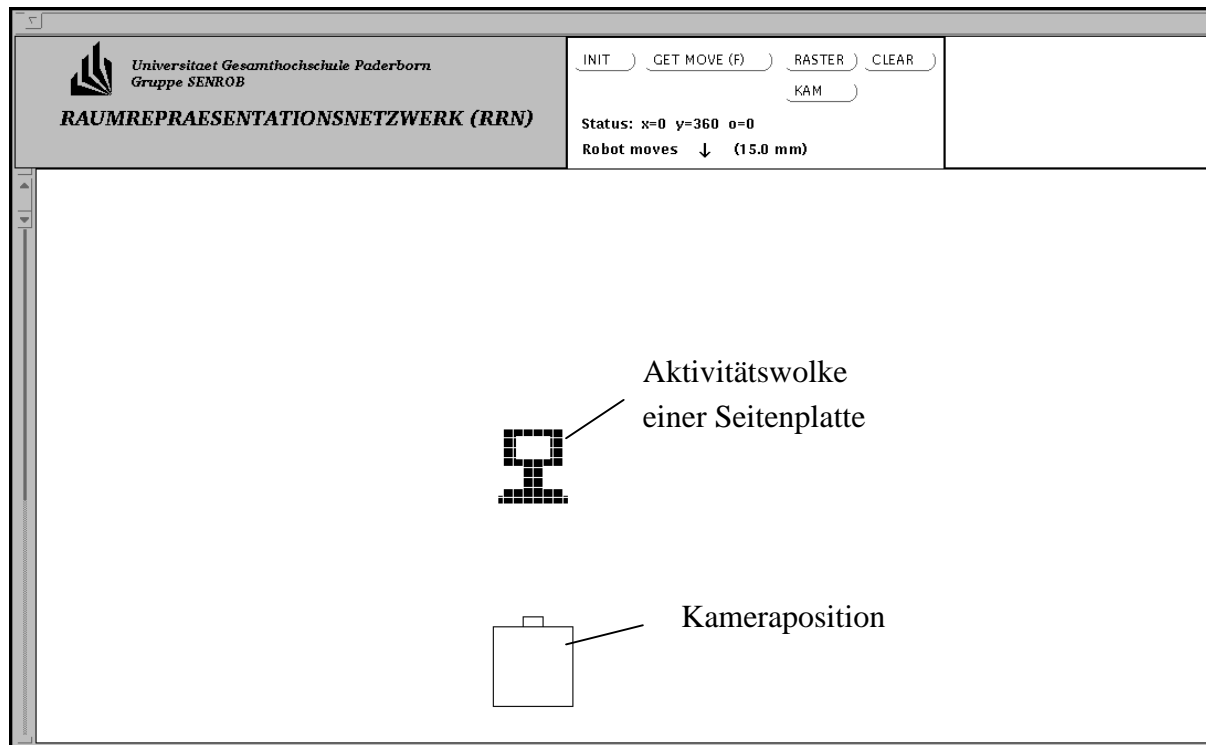 Universitaet Gesamthochschule Paderborn
Gruppe SENROB
RAUMREPRAESENTATIONSNETZWERK (RRN)
INIT GET MOVE (F) RASTER CLEAR
KAM
Status: x=0 y=360 o=0
Robot moves ↓ (15.0 mm)
Aktivitätswolke
einer Seitenplatte
Kameraposition